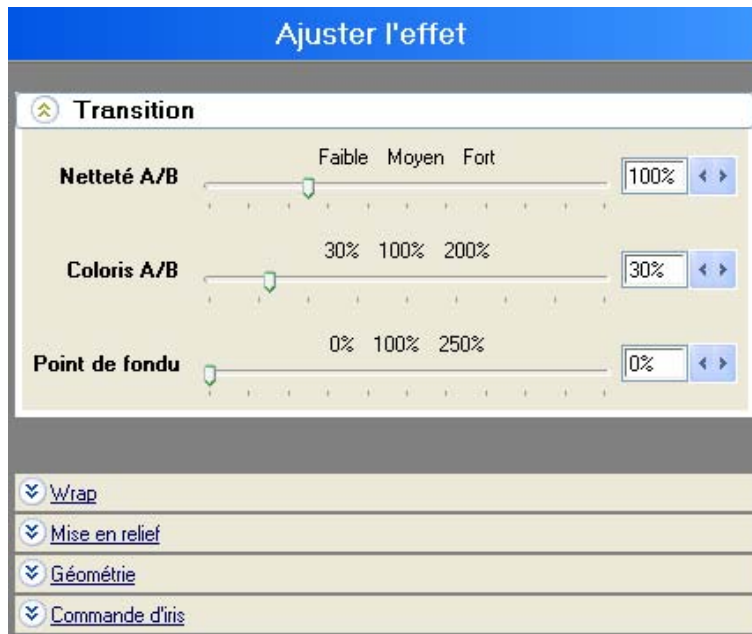 Ajuster l'effet
Transition
Faible Moyen Fort
Netteté A/B 100%
30% 100% 200%
Coloris A/B 30%
0% 100% 250%
Point de fondu 0%
Wrap
Mise en relief
Géométrie
Commande d'iris